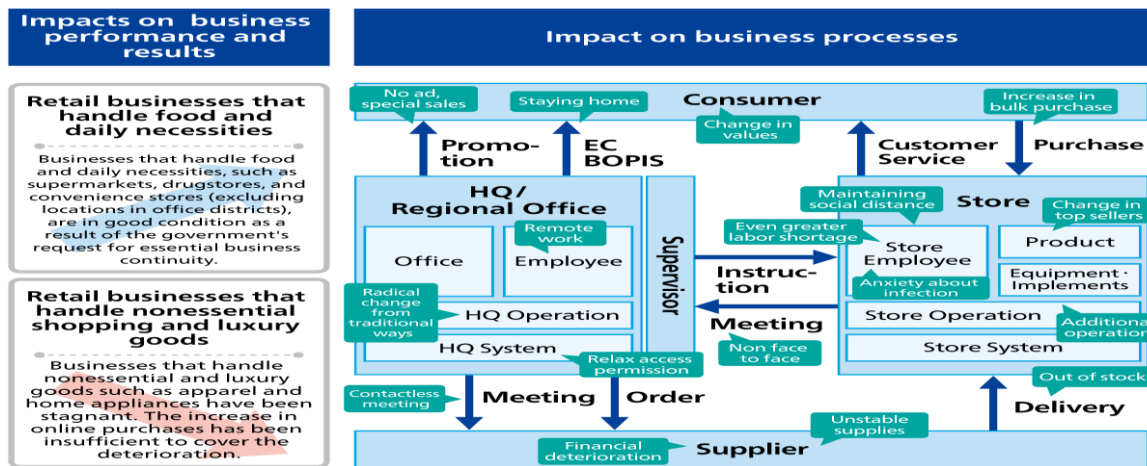 Impacts on business
performance and
results
Retail businesses that
handle food and
daily necessities
Businesses that handle food
and daily necessities, such as
supermarkets, drugstores, and
convenience stores (excluding
locations in office districts),
are in good condition as a
result of the government's
request for essential business
continuity.
Retail businesses that
handle nonessential
shopping and luxury
goods
Businesses that handle
nonessential and luxury
goods such as apparel and
home appliances have been
stagnant. The increase in
online purchases has been
insufficient to cover the
deterioration.
Impact on business processes
No ad,
special sales
Staying home
Consumer
Change in
values
Increase in
bulk purchase
Promo-
tion
EC
BOPIS
Customer
Service
Purchase
HQ/
Regional Office
Remote
work
Office
Employee
Radical
change from
traditional
ways
HQ Operation
HQ System
Relax access
permission
Supervisor
Maintaining
social distance
Even greater
labor shortage
Instruc-
tion
Meeting
Non face
to face
Store
Change in
top sellers
Store
Employee
Product
Anxiety about
infection
Equipment·
Implements
Store Operation
Additional
operation
Store System
Contactless
meeting
Meeting
Order
Out of stock
Delivery
Financial
deterioration
Supplier
Unstable
supplies